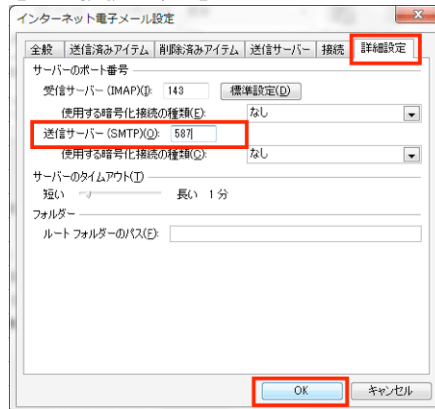 インターネット電子メール設定
全般 送信済みアイテム 削除済みアイテム 送信サーバー 接続 詳細設定
サーバーのポート番号
受信サーバー (IMAP)(I): 143 標準設定(D)
使用する暗号化接続の種類(E): なし
送信サーバー (SMTP)(O): 587
使用する暗号化接続の種類(C): なし
サーバーのタイムアウト(T)
短い 長い 1 分
フォルダー
ルート フォルダーのパス(F):
OK キャンセル